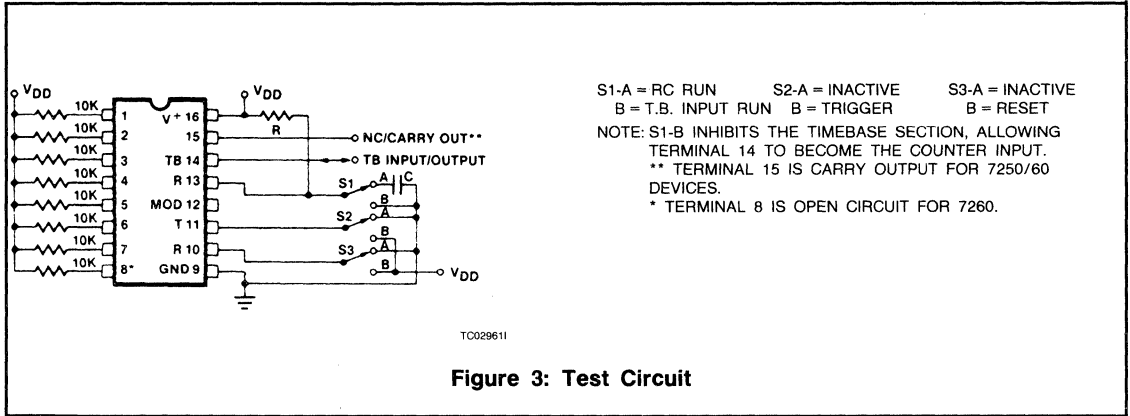 VDD
VDD
10K 1 V+ 16 R
10K 2 15 NC/CARRY OUT**
10K 3 TB 14 TB INPUT/OUTPUT
10K 4 R 13 S1 A C
10K 5 MOD 12 B
10K 6 T 11 S2 A
10K 7 R 10 B
S3 A
10K 8* GND 9 B VDD
TC02961I
S1-A = RC RUN S2-A = INACTIVE S3-A = INACTIVE
B = T.B. INPUT RUN B = TRIGGER B = RESET
NOTE: S1-B INHIBITS THE TIMEBASE SECTION, ALLOWING
TERMINAL 14 TO BECOME THE COUNTER INPUT.
** TERMINAL 15 IS CARRY OUTPUT FOR 7250/60
DEVICES.
* TERMINAL 8 IS OPEN CIRCUIT FOR 7260.
Figure 3: Test Circuit